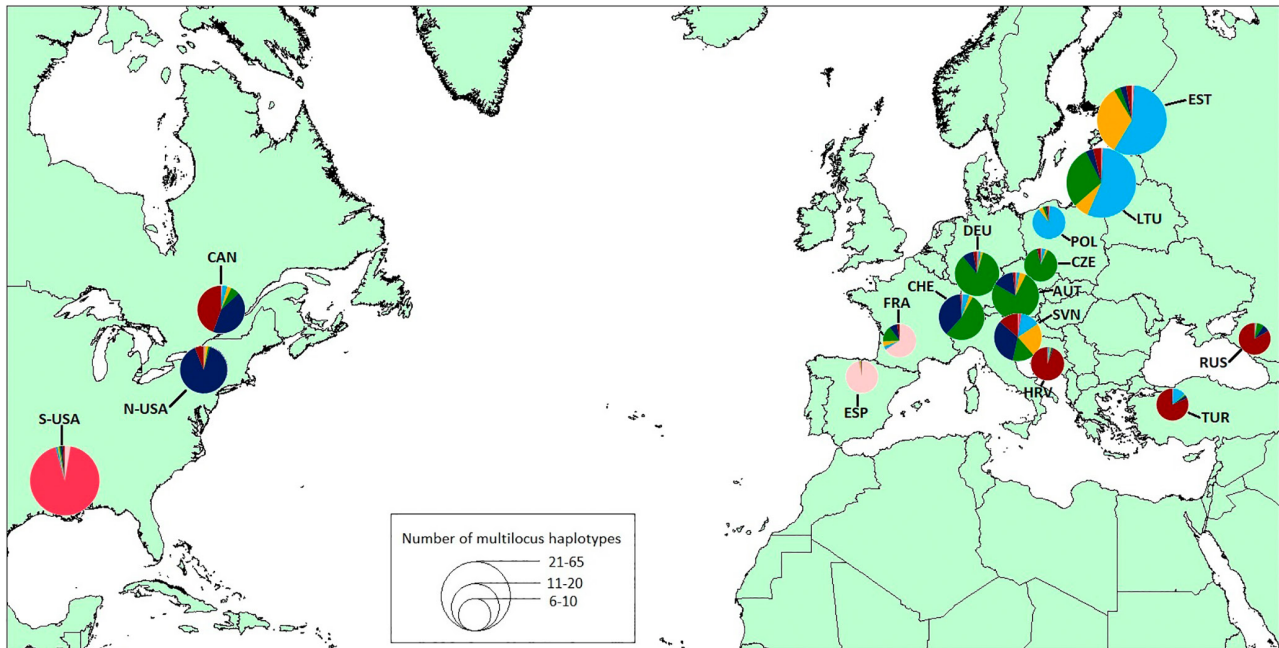 EST
LTU
POL
DEU
CZE
CAN
CHE
AUT
FRA
SVN
RUS
N-USA
HRV
ESP
TUR
S-USA
Number of multilocus haplotypes
21-65
11-20
6-10